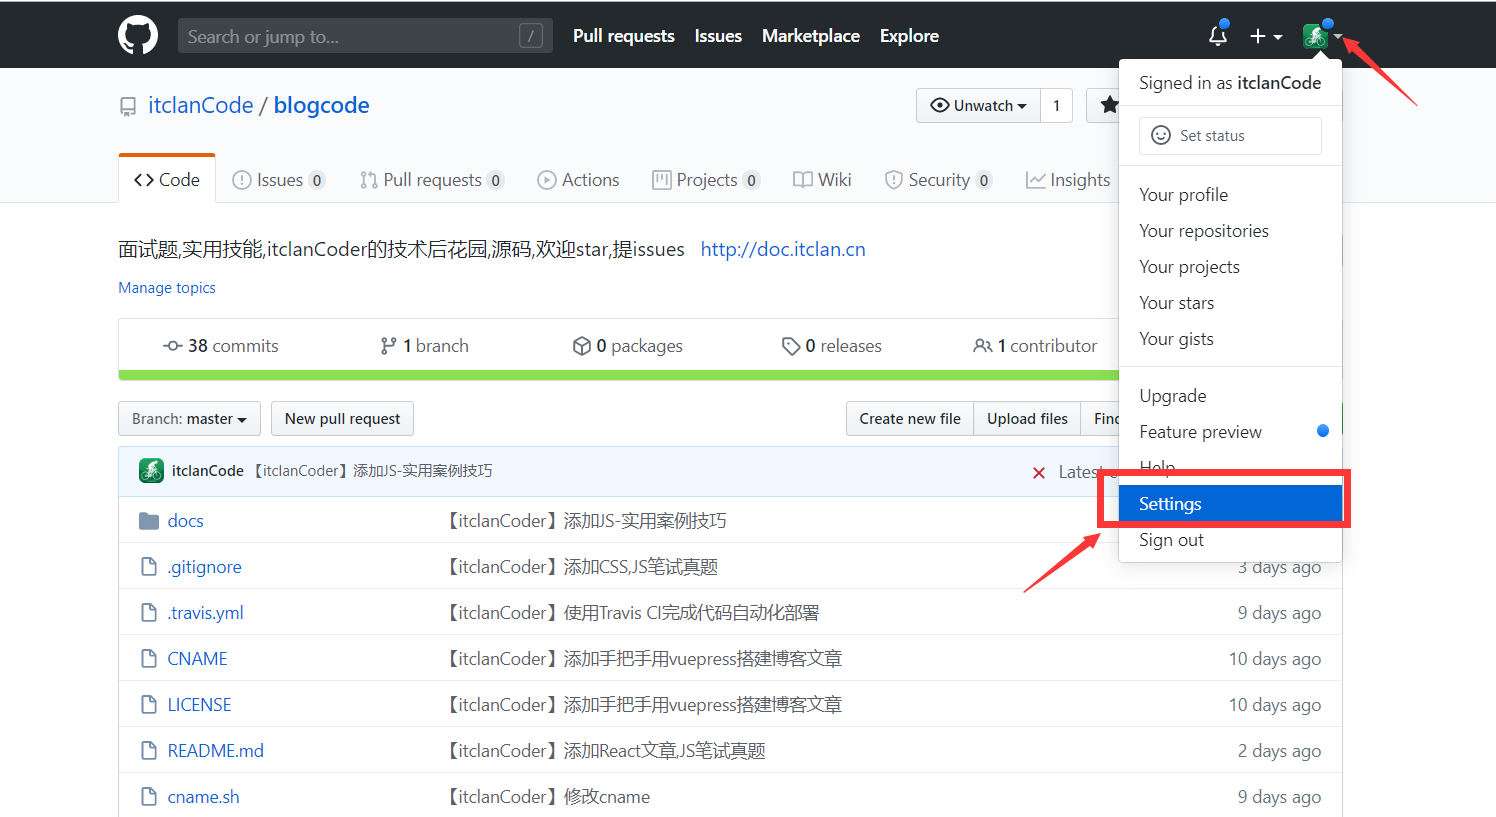 Search or jump to... /
Pull requests Issues Marketplace Explore
itclanCode / blogcode
Unwatch 1
Signed in as itclanCode
Set status
Your profile
Your repositories
Your projects
Your stars
Your gists
Upgrade
Feature preview
Help
Settings
Sign out
Code Issues 0 Pull requests 0 Actions Projects 0 Wiki Security 0 Insights
面试题,实用技能,itclanCoder的技术后花园,源码,欢迎star,提issues http://doc.itclan.cn
Manage topics
38 commits 1 branch 0 packages 0 releases 1 contributor
Branch: master New pull request Create new file Upload files
itclanCode 【itclanCoder】添加JS-实用案例技巧 Latest
docs 【itclanCoder】添加JS-实用案例技巧
.gitignore 【itclanCoder】添加CSS,JS笔试真题 3 days ago
.travis.yml 【itclanCoder】使用Travis CI完成代码自动化部署 9 days ago
CNAME 【itclanCoder】添加手把手用vuepress搭建博客文章 10 days ago
LICENSE 【itclanCoder】添加手把手用vuepress搭建博客文章 10 days ago
README.md 【itclanCoder】添加React文章,JS笔试真题 2 days ago
cname.sh 【itclanCoder】修改cname 9 days ago